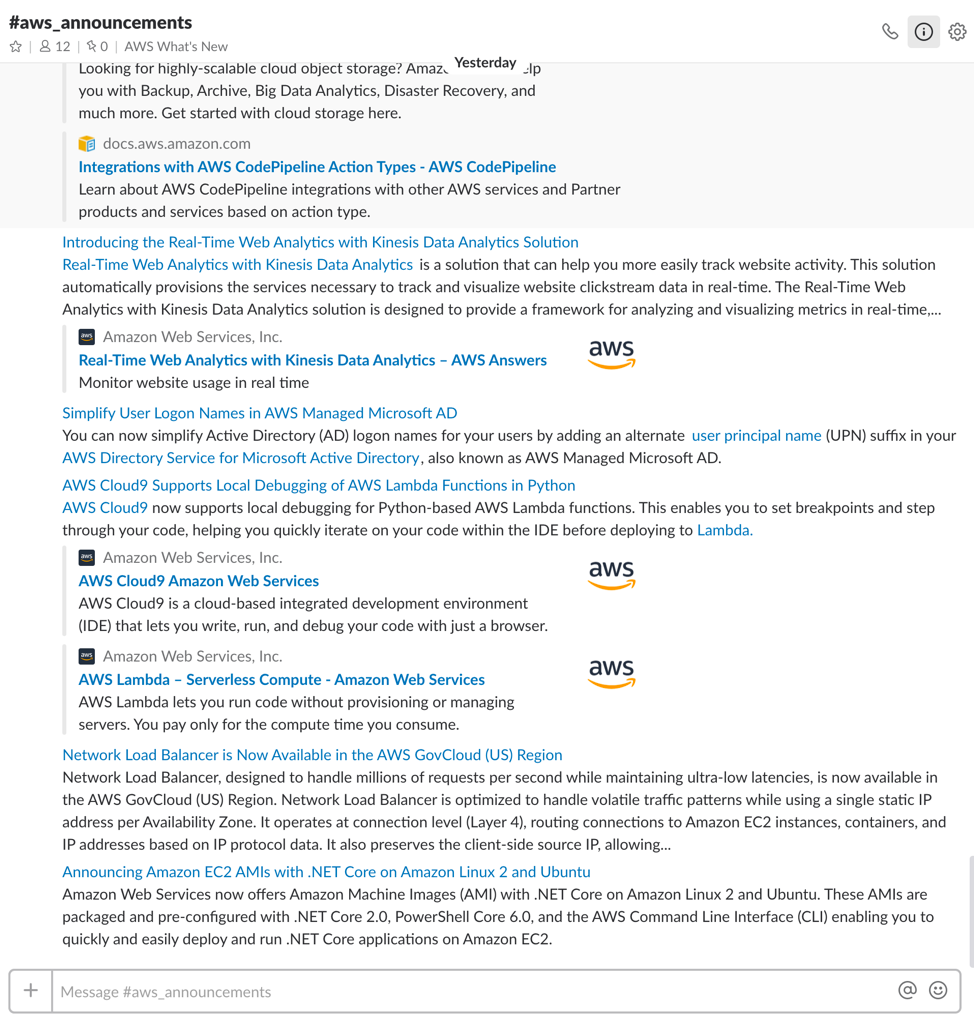 #aws_announcements
12 | 0 | AWS What's New
Yesterday
Looking for highly-scalable cloud object storage?
you with Backup, Archive, Big Data Analytics, Disaster Recovery, and
much more. Get started with cloud storage here.
docs.aws.amazon.com
Integrations with AWS CodePipeline Action Types - AWS CodePipeline
Learn about AWS CodePipeline integrations with other AWS services and Partner
products and services based on action type.
Introducing the Real-Time Web Analytics with Kinesis Data Analytics Solution
Real-Time Web Analytics with Kinesis Data Analytics is a solution that can help you more easily track website activity. This solution
automatically provisions the services necessary to track and visualize website clickstream data in real-time. The Real-Time Web
Analytics with Kinesis Data Analytics solution is designed to provide a framework for analyzing and visualizing metrics in real-time,...
aws Amazon Web Services, Inc.
aws
Real-Time Web Analytics with Kinesis Data Analytics – AWS Answers
Monitor website usage in real time
Simplify User Logon Names in AWS Managed Microsoft AD
You can now simplify Active Directory (AD) logon names for your users by adding an alternate user principal name (UPN) suffix in your
AWS Directory Service for Microsoft Active Directory, also known as AWS Managed Microsoft AD.
AWS Cloud9 Supports Local Debugging of AWS Lambda Functions in Python
AWS Cloud9 now supports local debugging for Python-based AWS Lambda functions. This enables you to set breakpoints and step
through your code, helping you quickly iterate on your code within the IDE before deploying to Lambda.
aws Amazon Web Services, Inc.
aws
AWS Cloud9 Amazon Web Services
AWS Cloud9 is a cloud-based integrated development environment
(IDE) that lets you write, run, and debug your code with just a browser.
aws Amazon Web Services, Inc.
aws
AWS Lambda – Serverless Compute - Amazon Web Services
AWS Lambda lets you run code without provisioning or managing
servers. You pay only for the compute time you consume.
Network Load Balancer is Now Available in the AWS GovCloud (US) Region
Network Load Balancer, designed to handle millions of requests per second while maintaining ultra-low latencies, is now available in
the AWS GovCloud (US) Region. Network Load Balancer is optimized to handle volatile traffic patterns while using a single static IP
address per Availability Zone. It operates at connection level (Layer 4), routing connections to Amazon EC2 instances, containers, and
IP addresses based on IP protocol data. It also preserves the client-side source IP, allowing...
Announcing Amazon EC2 AMIs with .NET Core on Amazon Linux 2 and Ubuntu
Amazon Web Services now offers Amazon Machine Images (AMI) with .NET Core on Amazon Linux 2 and Ubuntu. These AMIs are
packaged and pre-configured with .NET Core 2.0, PowerShell Core 6.0, and the AWS Command Line Interface (CLI) enabling you to
quickly and easily deploy and run .NET Core applications on Amazon EC2.
Message #aws_announcements